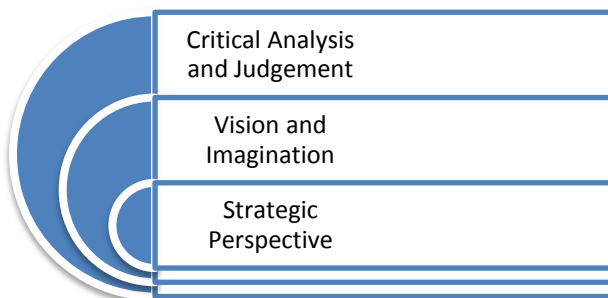 Critical Analysis
and Judgement
Vision and
Imagination
Strategic
Perspective